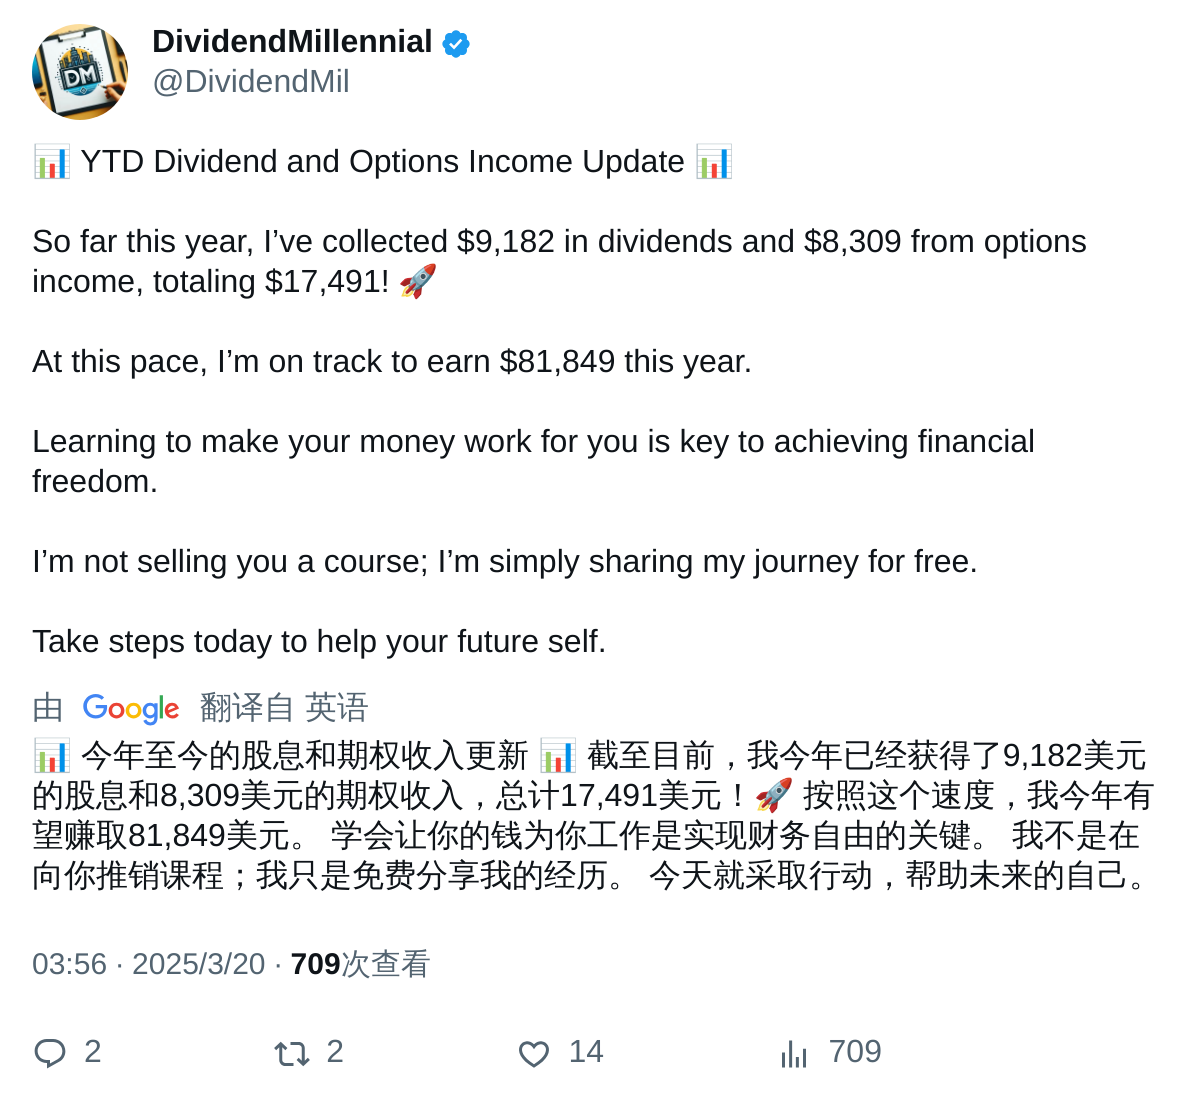 DividendMillennial
@DividendMil
DM
📊 YTD Dividend and Options Income Update 📊
So far this year, I’ve collected $9,182 in dividends and $8,309 from options
income, totaling $17,491! 🚀
At this pace, I’m on track to earn $81,849 this year.
Learning to make your money work for you is key to achieving financial
freedom.
I’m not selling you a course; I’m simply sharing my journey for free.
Take steps today to help your future self.
由 Google 翻译自 英语
📊 今年至今的股息和期权收入更新 📊 截至目前，我今年已经获得了9,182美元
的股息和8,309美元的期权收入，总计17,491美元！🚀 按照这个速度，我今年有
望赚取81,849美元。 学会让你的钱为你工作是实现财务自由的关键。 我不是在
向你推销课程；我只是免费分享我的经历。 今天就采取行动，帮助未来的自己。
03:56 · 2025/3/20 · 709次查看
2 2 14 709